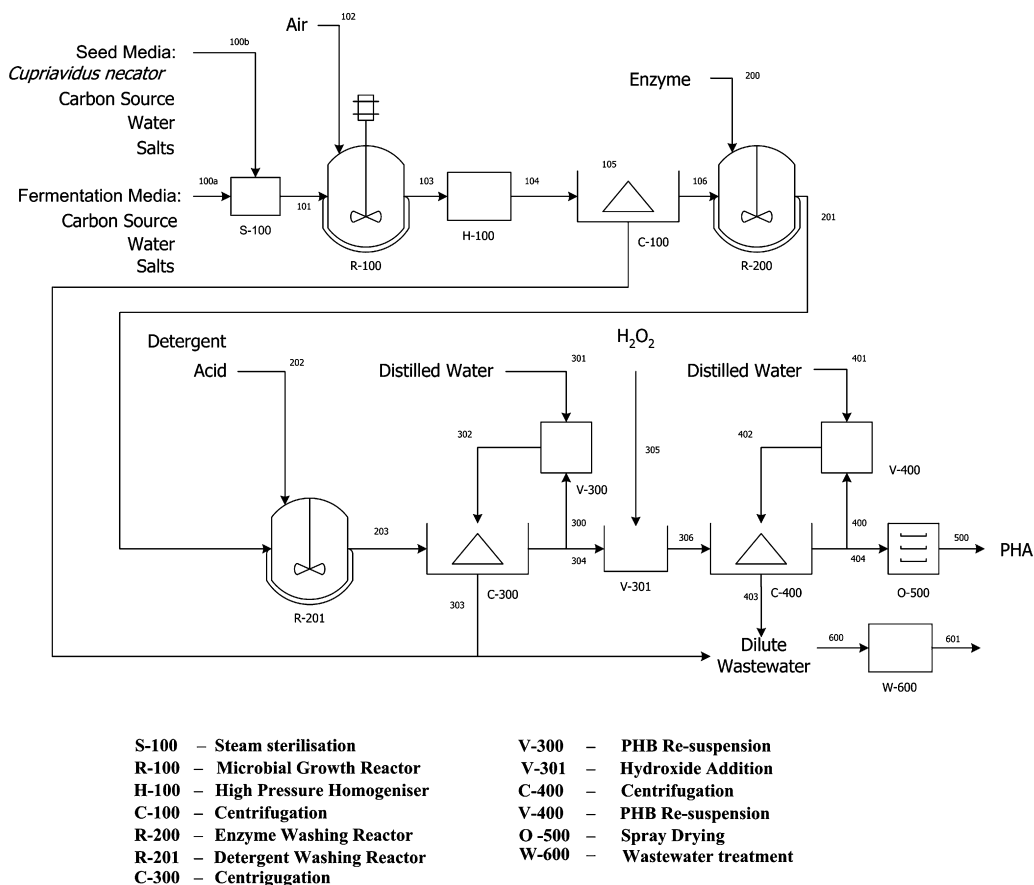 Air
102
Seed Media:
100b
Cupriavidus necator
Carbon Source
Water
Salts
Enzyme
200
Fermentation Media:
100a
Carbon Source
Water
Salts
101
S-100
103
R-100
104
H-100
105
106
C-100
R-200
201
Detergent
Acid
202
H2O2
Distilled Water
301
Distilled Water
401
302
305
402
V-300
V-400
203
300
304
306
400
404
500
PHA
R-201
303
C-300
V-301
403
C-400
O-500
Dilute
Wastewater
600
601
W-600
S-100 – Steam sterilisation
R-100 – Microbial Growth Reactor
H-100 – High Pressure Homogeniser
C-100 – Centrifugation
R-200 – Enzyme Washing Reactor
R-201 – Detergent Washing Reactor
C-300 – Centrigugation
V-300 – PHB Re-suspension
V-301 – Hydroxide Addition
C-400 – Centrifugation
V-400 – PHB Re-suspension
O -500 – Spray Drying
W-600 – Wastewater treatment